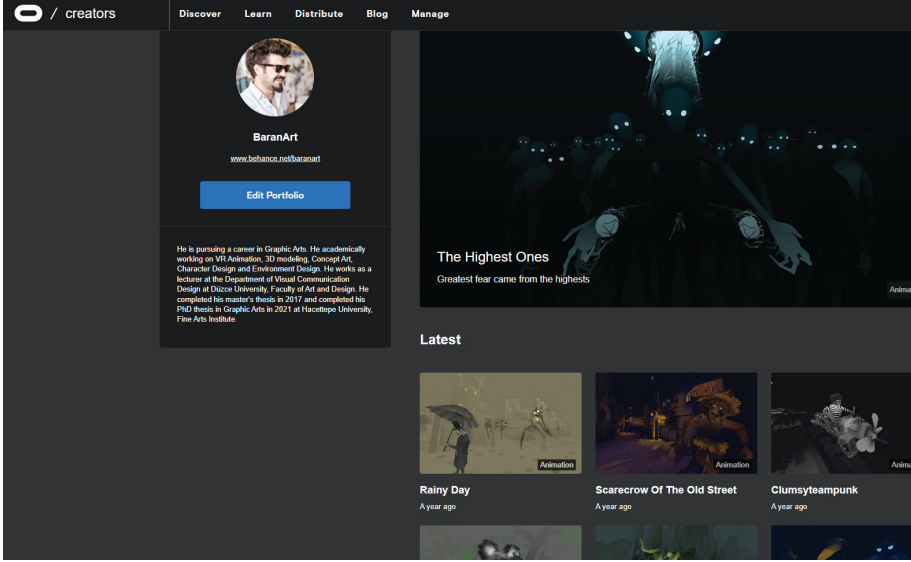 / creators
Discover Learn Distribute Blog Manage
BaranArt
www.behance.net/baranart
Edit Portfolio
He is pursuing a career in Graphic Arts. He academically
working on VR Animation, 3D modeling, Concept Art,
Character Design and Environment Design. He works as a
lecturer at the Department of Visual Communication
Design at Düzce University, Faculty of Art and Design. He
completed his master's thesis in 2017 and completed his
PhD thesis in Graphic Arts in 2021 at Hacettepe University,
Fine Arts Institute.
The Highest Ones
Greatest fear came from the highests
Anima
Latest
Animation
Animation
Anima
Rainy Day
Scarecrow Of The Old Street
Clumsyteampunk
A year ago
A year ago
A year ago